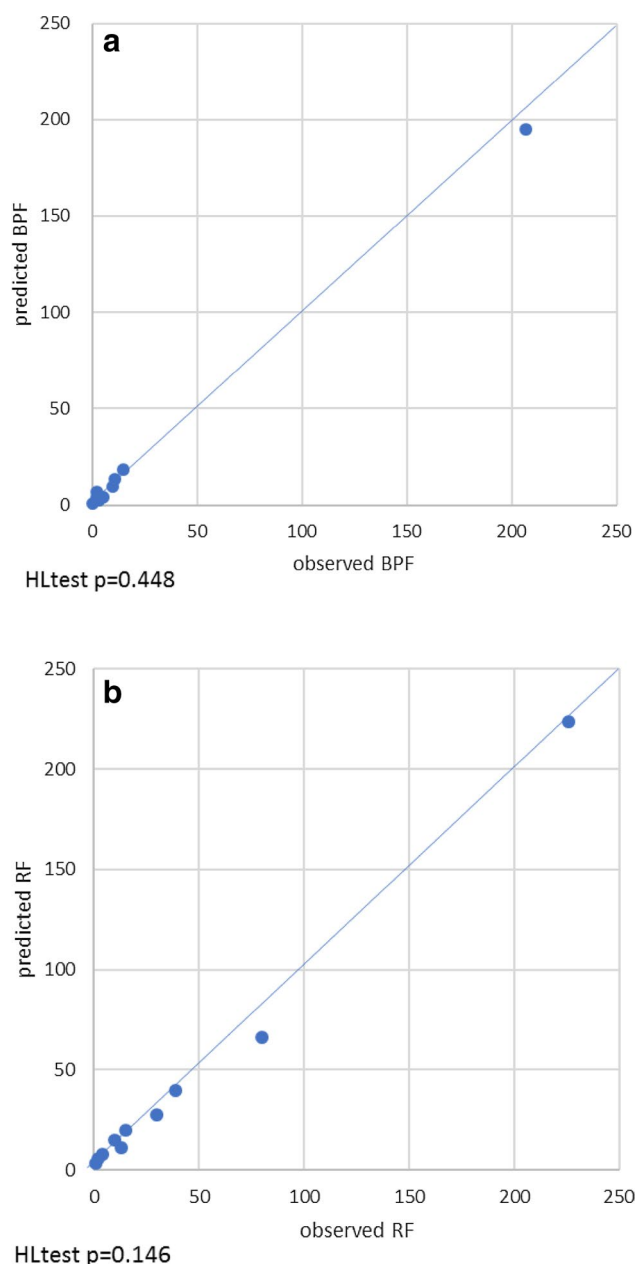 a
250
200
150
100
50
0
predicted BPF
0 50 100 150 200 250
observed BPF
HLtest p=0.448
b
250
200
150
100
50
0
predicted RF
0 50 100 150 200 250
observed RF
HLtest p=0.146